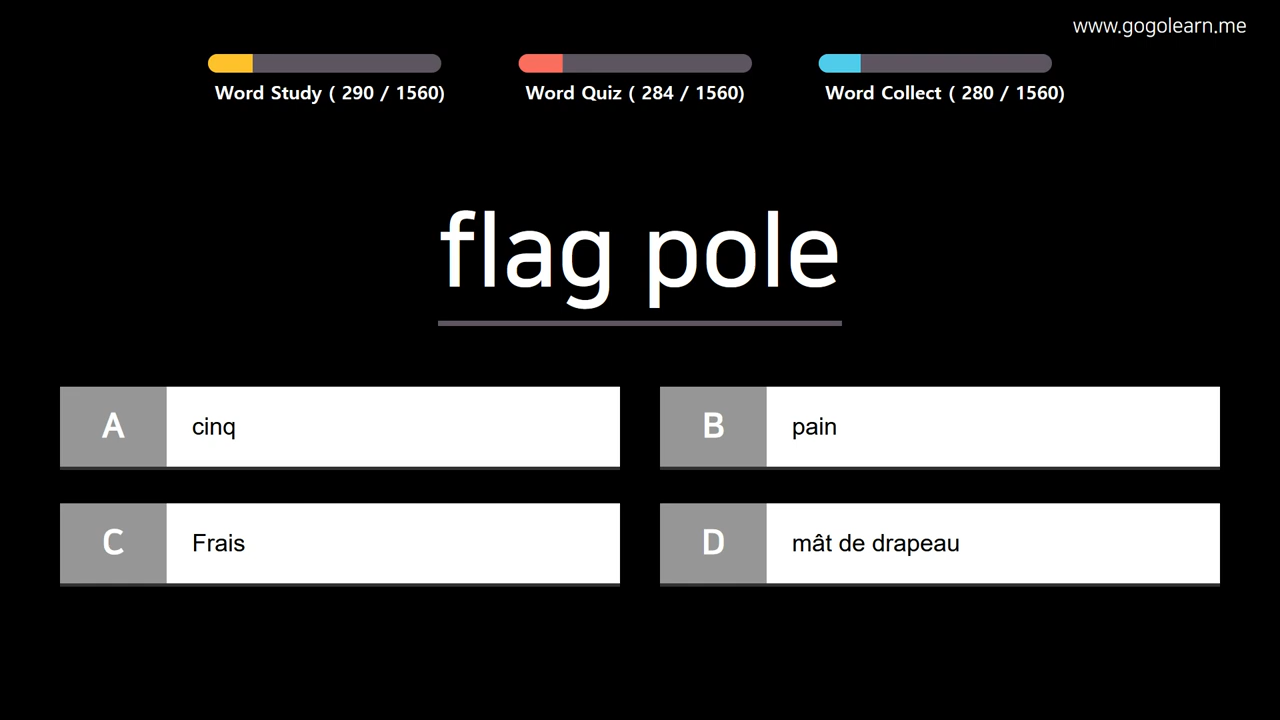 www.gogolearn.me
Word Study ( 290 / 1560)
Word Quiz ( 284 / 1560)
Word Collect ( 280 / 1560)
flag pole
A cinq
B pain
C Frais
D mât de drapeau